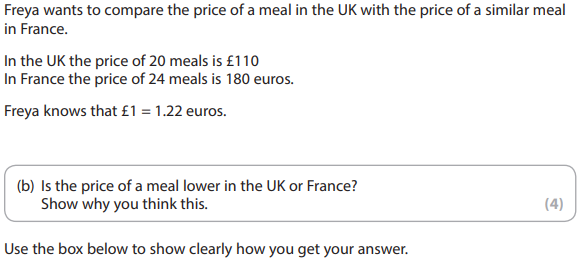 Freya wants to compare the price of a meal in the UK with the price of a similar meal
in France.
In the UK the price of 20 meals is £110
In France the price of 24 meals is 180 euros.
Freya knows that £1 = 1.22 euros.
(b) Is the price of a meal lower in the UK or France?
Show why you think this.
(4)
Use the box below to show clearly how you get your answer.